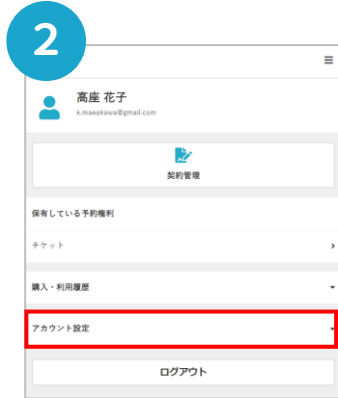 2
高座 花子
k.maeakawa@gmail.com
契約管理
保有している予約権利
チケット
購入・利用履歴
アカウント設定
ログアウト